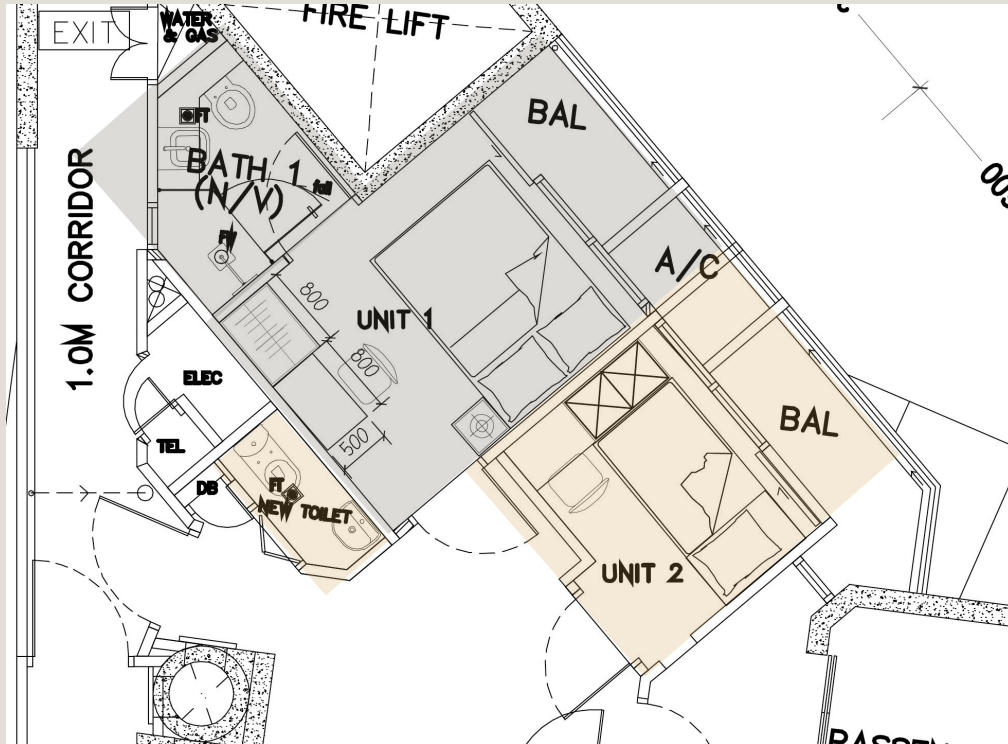 EXIT
WATER
& GAS
FIRE LIFT
BAL
FT
BATH 1
(N/V)
fall
1.0M CORRIDOR
A/C
800
UNIT 1
800
ELEC
500
TEL
BAL
DB
FT
NEW TOILET
UNIT 2